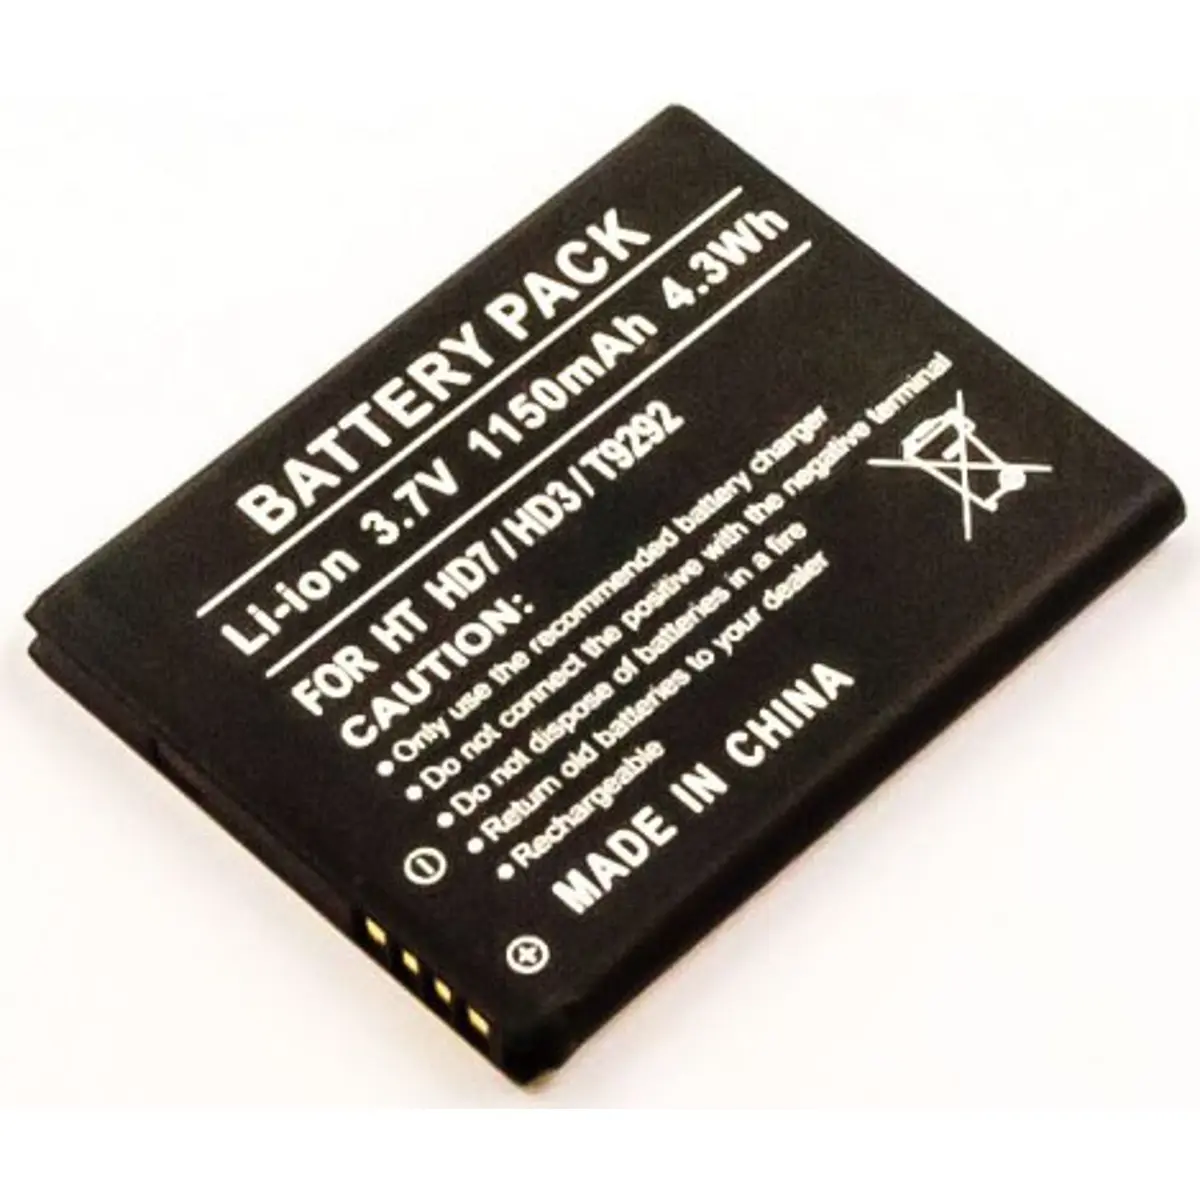 BATTERY PACK
Li-ion 3.7V 1150mAh 4.3Wh
FOR HT HD7/HD3/T9292
CAUTION:
•Only use the recommended battery charger
•Do not connect the positive with the negative terminal
•Do not dispose of batteries in a fire
•Return old batteries to your dealer
•Rechargeable
MADE IN CHINA